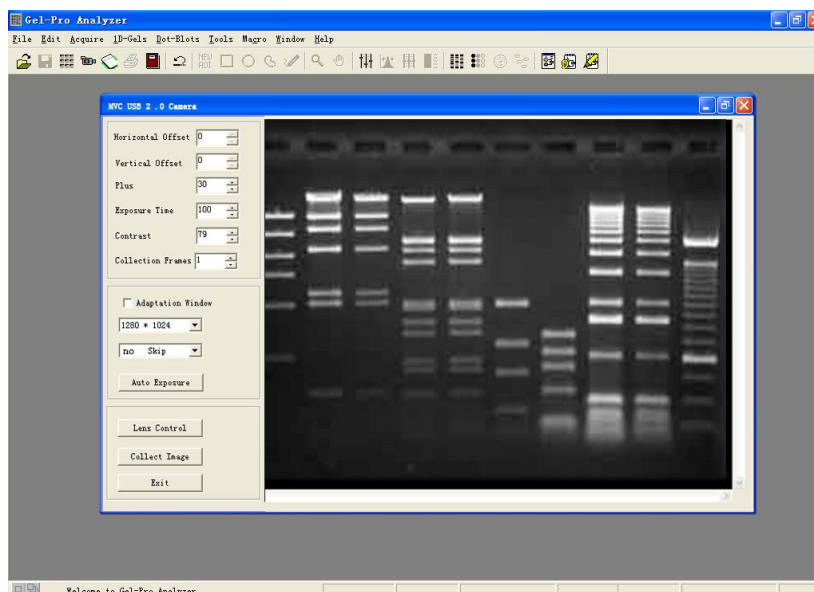 Gel-Pro Analyzer
File Edit Acquire 1D-Gels Dot-Blots Tools Macro Window Help
NEW AOI
MVC USB 2 .0 Camera
Horizontal Offset 0
Vertical Offset 0
Plus 30
Exposure Time 100
Contrast 79
Collection Frames 1
Adaptation Window
1280 * 1024
no Skip
Auto Exposure
Lens Control
Collect Image
Exit
Welcome to Gel-Pro Analyzer